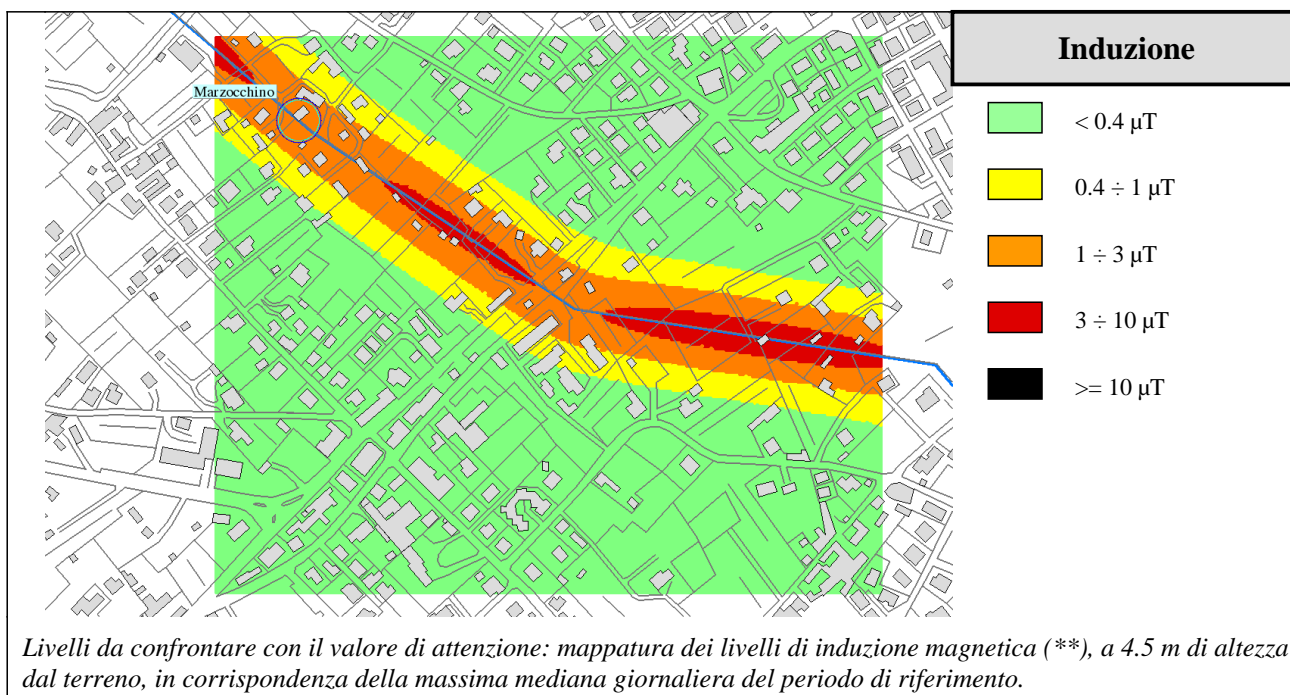 Induzione
Marzocchino
< 0.4 μT
0.4 ÷ 1 μT
1 ÷ 3 μT
3 ÷ 10 μT
>= 10 μT
Livelli da confrontare con il valore di attenzione: mappatura dei livelli di induzione magnetica (**), a 4.5 m di altezza
dal terreno, in corrispondenza della massima mediana giornaliera del periodo di riferimento.